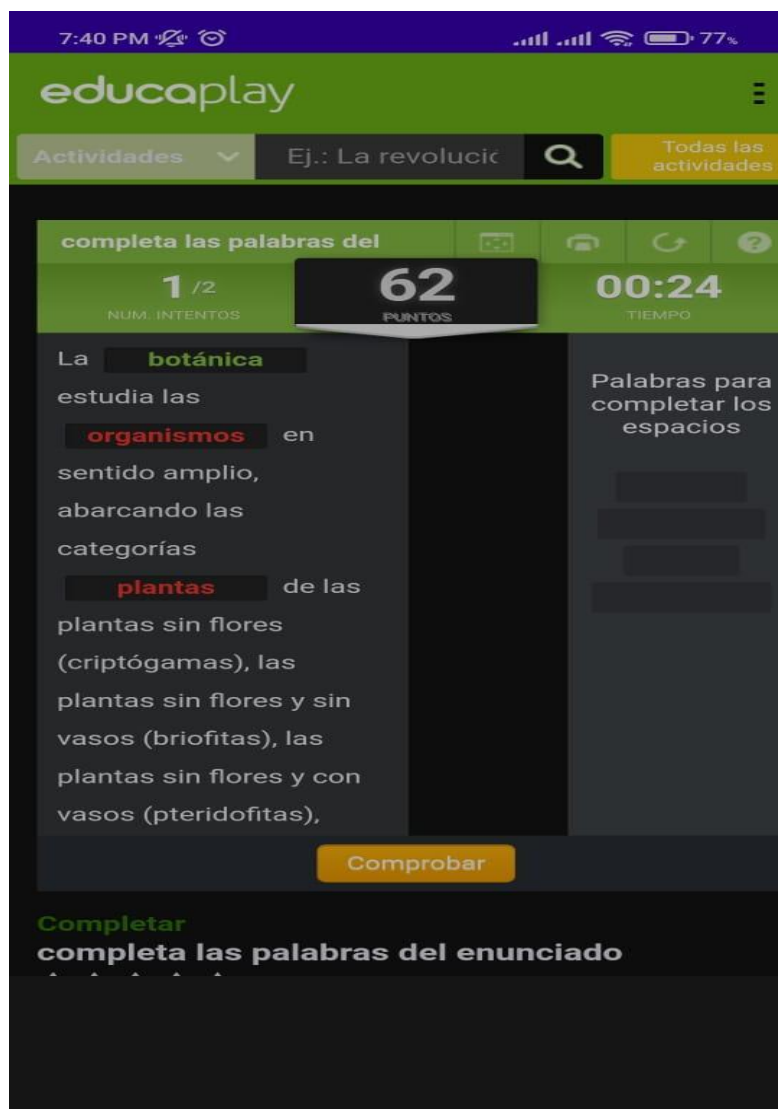 7:40 PM 77%
educaplay
Actividades Ej.: La revolució Todas las
actividades
completa las palabras del
1 /2
NUM. INTENTOS
62
PUNTOS
00:24
TIEMPO
La botánica
estudia las
organismos en
sentido amplio,
abarcando las
categorías
plantas de las
plantas sin flores
(criptógamas), las
plantas sin flores y sin
vasos (briofitas), las
plantas sin flores y con
vasos (pteridofitas),
Palabras para
completar los
espacios
Comprobar
Completar
completa las palabras del enunciado